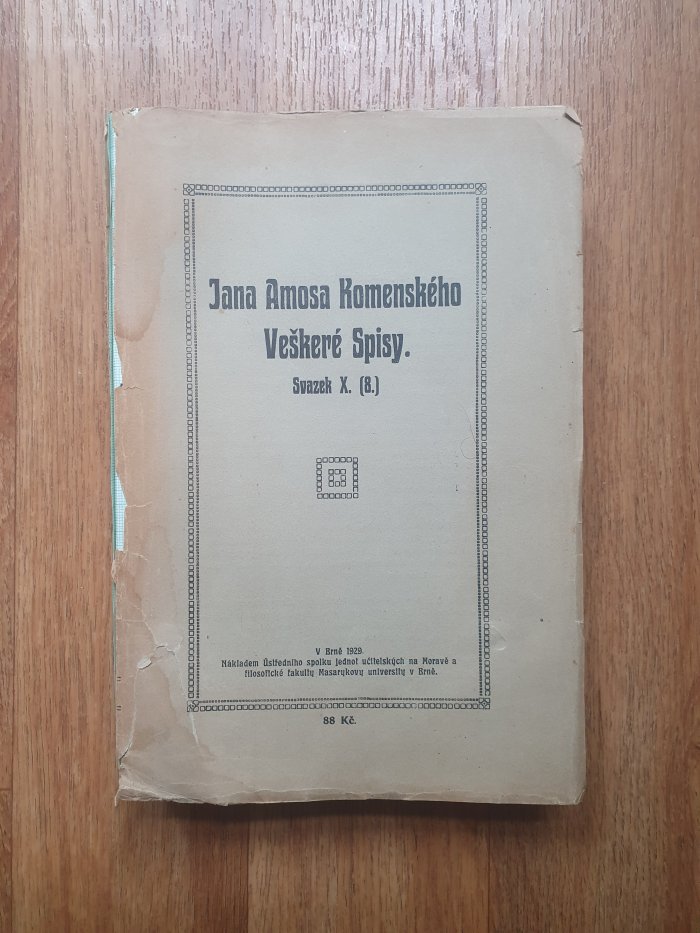 Jana Amosa Komenského
Veškeré Spisy.
Svazek X. (8.)
V Brně 1929.
Nákladem Ústředního spolku jednot učitelských na Moravě a
filosofické fakulty Masarykovy university v Brně.
88 Kč.